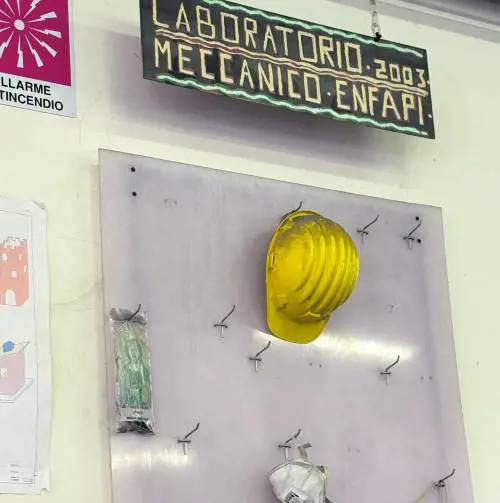 LLARME
TINCENDIO
LABORATORIO·2003·
MECCANICO·ENFAPI·